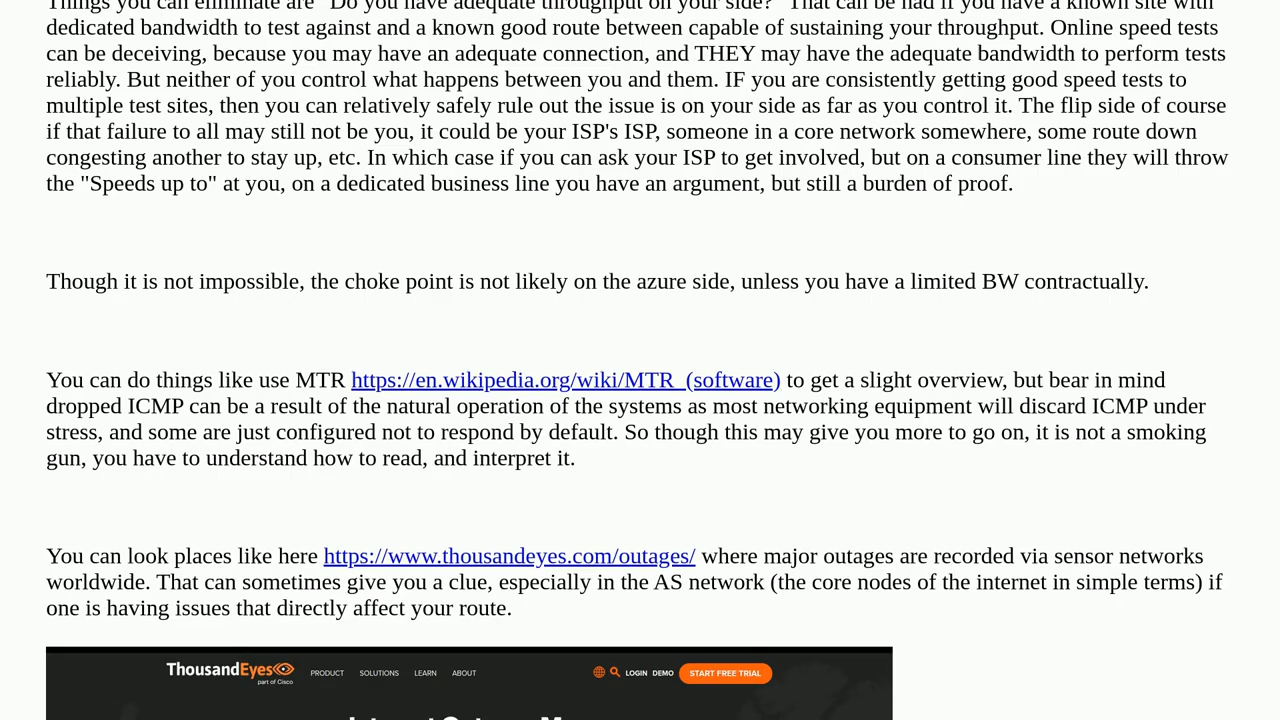 Things you can eliminate are "Do you have adequate throughput on your side?" That can be had if you have a known site with
dedicated bandwidth to test against and a known good route between capable of sustaining your throughput. Online speed tests
can be deceiving, because you may have an adequate connection, and THEY may have the adequate bandwidth to perform tests
reliably. But neither of you control what happens between you and them. IF you are consistently getting good speed tests to
multiple test sites, then you can relatively safely rule out the issue is on your side as far as you control it. The flip side of course
if that failure to all may still not be you, it could be your ISP's ISP, someone in a core network somewhere, some route down
congesting another to stay up, etc. In which case if you can ask your ISP to get involved, but on a consumer line they will throw
the "Speeds up to" at you, on a dedicated business line you have an argument, but still a burden of proof.
Though it is not impossible, the choke point is not likely on the azure side, unless you have a limited BW contractually.
You can do things like use MTR https://en.wikipedia.org/wiki/MTR_(software) to get a slight overview, but bear in mind
dropped ICMP can be a result of the natural operation of the systems as most networking equipment will discard ICMP under
stress, and some are just configured not to respond by default. So though this may give you more to go on, it is not a smoking
gun, you have to understand how to read, and interpret it.
You can look places like here https://www.thousandeyes.com/outages/ where major outages are recorded via sensor networks
worldwide. That can sometimes give you a clue, especially in the AS network (the core nodes of the internet in simple terms) if
one is having issues that directly affect your route.
ThousandEyes PRODUCT SOLUTIONS LEARN ABOUT LOGIN DEMO START FREE TRIAL
part of Cisco